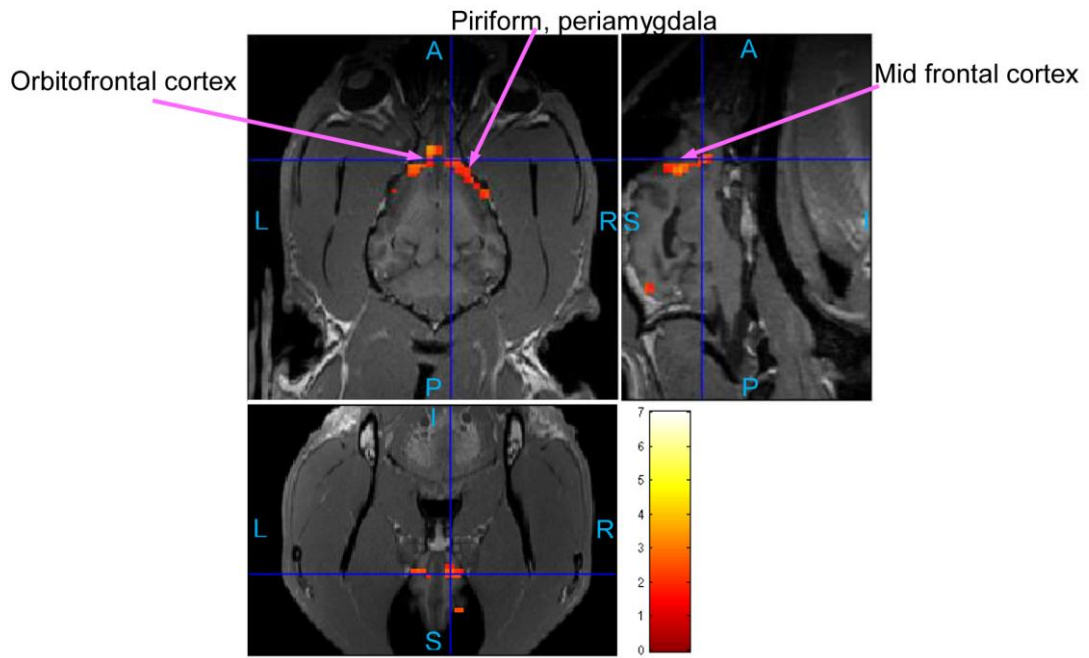 Piriform, periamygdala
Orbitofrontal cortex
Mid frontal cortex
A
A
L
R
S
I
P
P
I
L
R
S
7
6
5
4
3
2
1
0